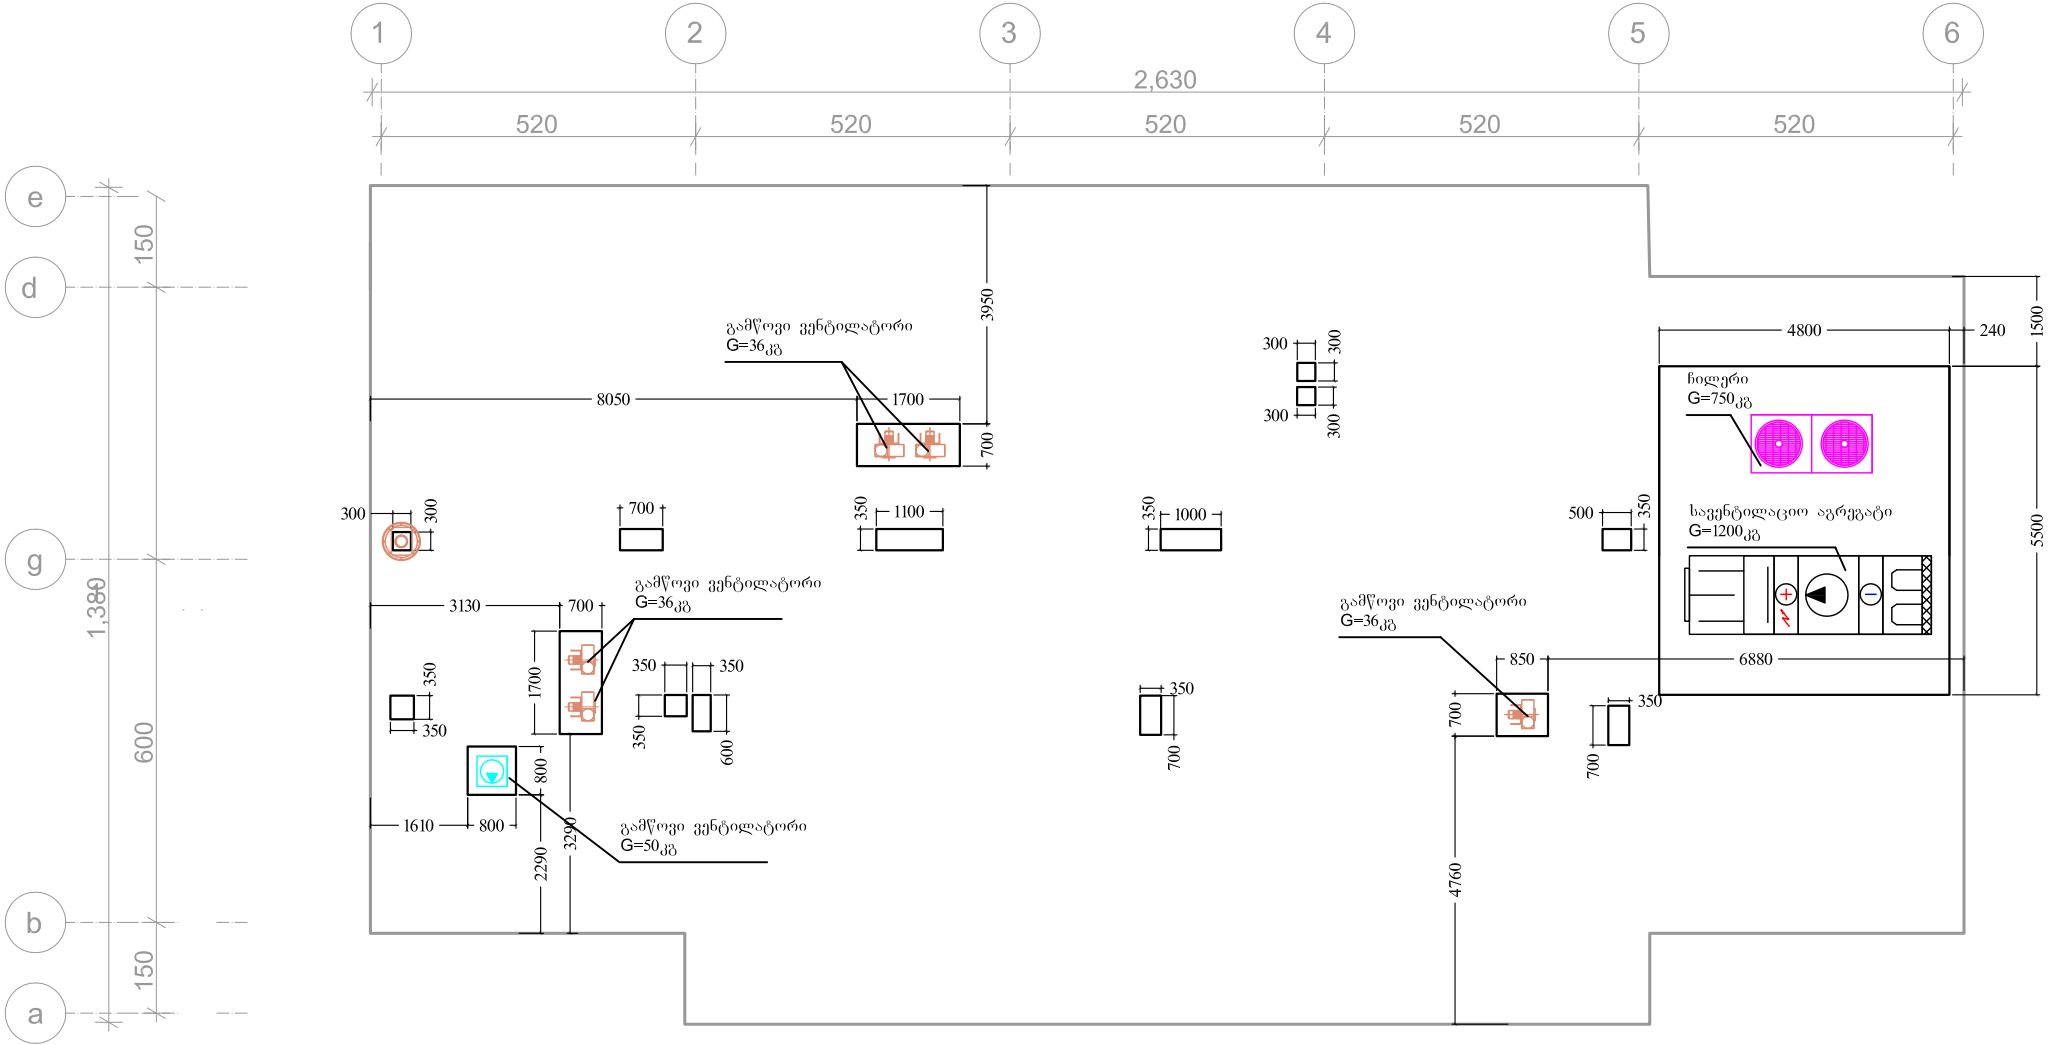 1 2 3 4 5 6
2,630
520 520 520 520 520
e
150
d
600
g
1,380
b
150
a
3950
გამწოვი ვენტილატორი
G=36კგ
8050 1700
700
300 300
300 300
4800 240 1500
ჩილერი
G=750კგ
სავენტილაციო აგრეგატი
G=1200კგ
5500
300 300
700
350 1100
350 1000
500 350
3130 700
გამწოვი ვენტილატორი
G=36კგ
გამწოვი ვენტილატორი
G=36კგ
1700
350 350
350 350
350 600
350
700
850 6880
700
350
700
800
1610 800
2290
3290
გამწოვი ვენტილატორი
G=50კგ
4760